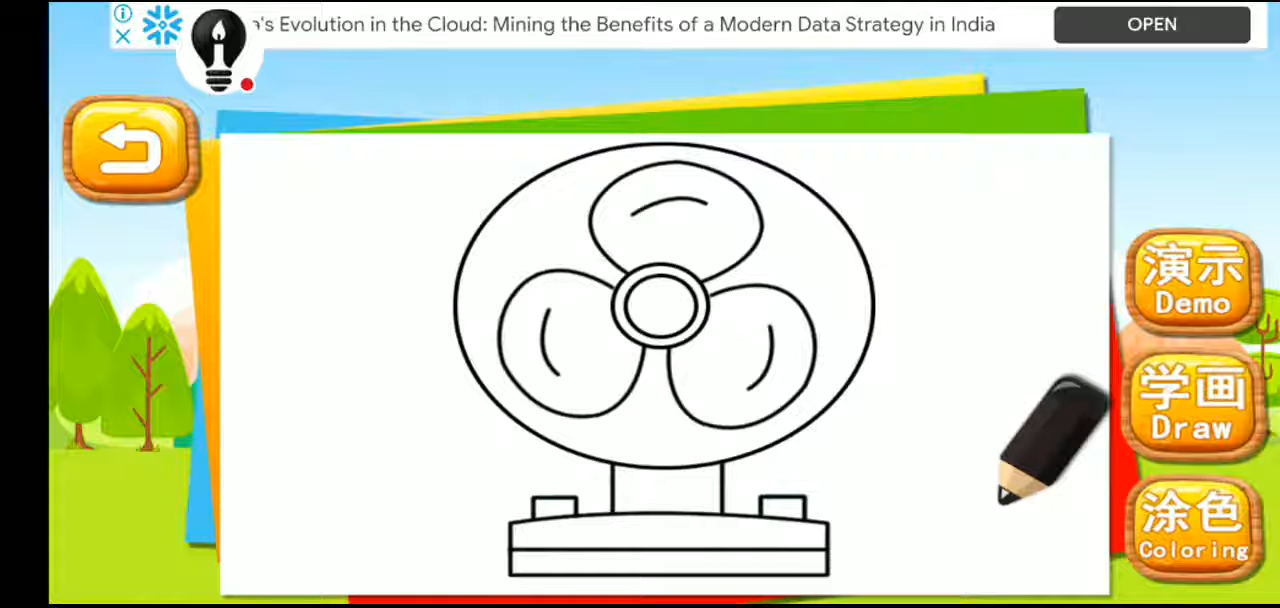 's Evolution in the Cloud: Mining the Benefits of a Modern Data Strategy in India
OPEN
演示
Demo
学画
Draw
涂色
Coloring